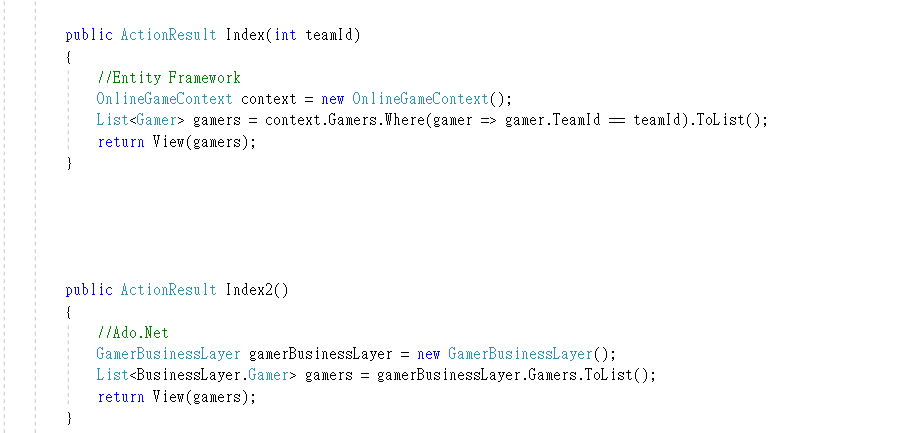 public ActionResult Index(int teamId)
{
//Entity Framework
OnlineGameContext context = new OnlineGameContext();
List<Gamer> gamers = context.Gamers.Where(gamer => gamer.TeamId == teamId).ToList();
return View(gamers);
}
public ActionResult Index2()
{
//Ado.Net
GamerBusinessLayer gamerBusinessLayer = new GamerBusinessLayer();
List<BusinessLayer.Gamer> gamers = gamerBusinessLayer.Gamers.ToList();
return View(gamers);
}